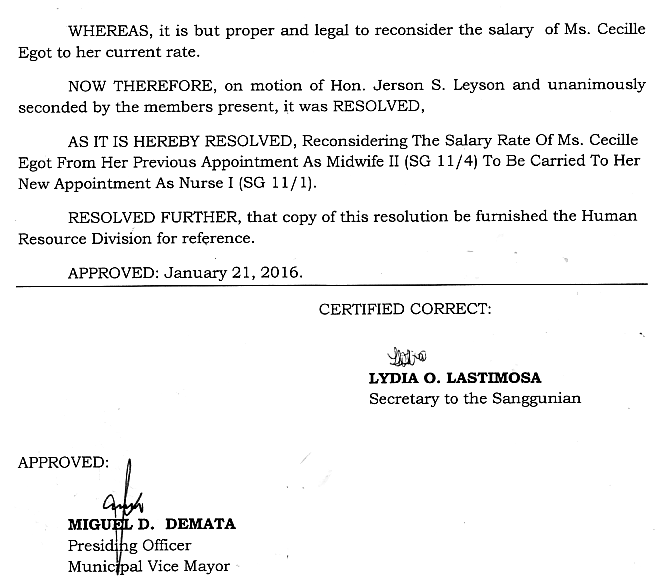 WHEREAS, it is but proper and legal to reconsider the salary of Ms. Cecille
Egot to her current rate.
NOW THEREFORE, on motion of Hon. Jerson S. Leyson and unanimously
seconded by the members present, it was RESOLVED,
AS IT IS HEREBY RESOLVED, Reconsidering The Salary Rate Of Ms. Cecille
Egot From Her Previous Appointment As Midwife II (SG 11/4) To Be Carried To Her
New Appointment As Nurse I (SG 11/1).
RESOLVED FURTHER, that copy of this resolution be furnished the Human
Resource Division for reference.
APPROVED: January 21, 2016.
CERTIFIED CORRECT:
LYDIA O. LASTIMOSA
Secretary to the Sanggunian
APPROVED:
MIGUEL D. DEMATA
Presiding Officer
Municipal Vice Mayor